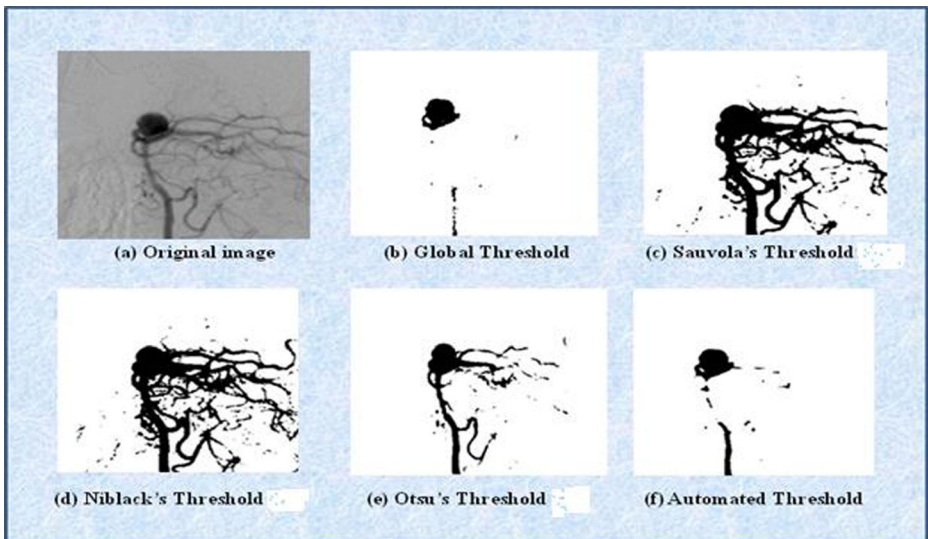 (a) Original image
(b) Global Threshold
(c) Sauvola's Threshold
(d) Niblack's Threshold
(e) Otsu's Threshold
(f) Automated Threshold